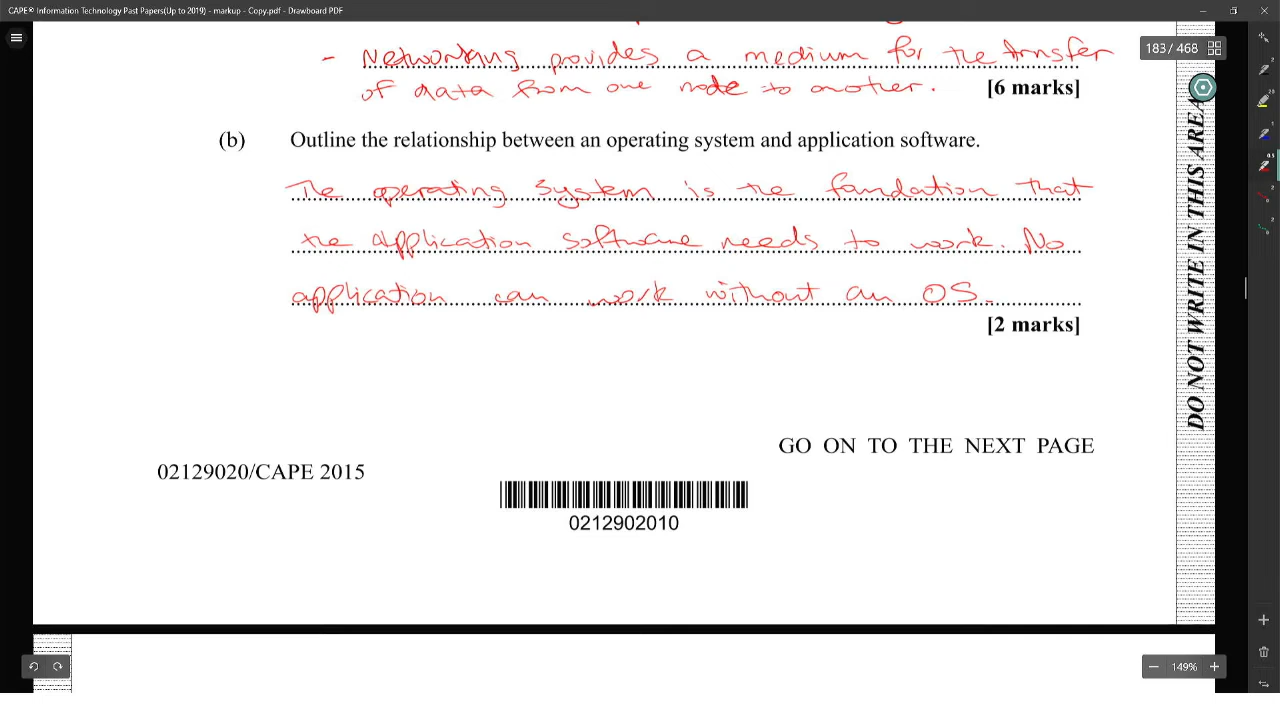 CAPE® Information Technology Past Papers(Up to 2019) - markup - Copy.pdf - Drawboard PDF
183 / 468
- Networking provides a medium for the transfer
of data from one node to another. [6 marks]
(b) Outline the relationship between an operating system and application software.
The operating system is the foundation that
the application software needs to work. No
application can work without an OS.
[2 marks]
DO NOT WRITE IN THIS AREA
GO ON TO THE NEXT PAGE
02129020/CAPE 2015
0212902010
149%